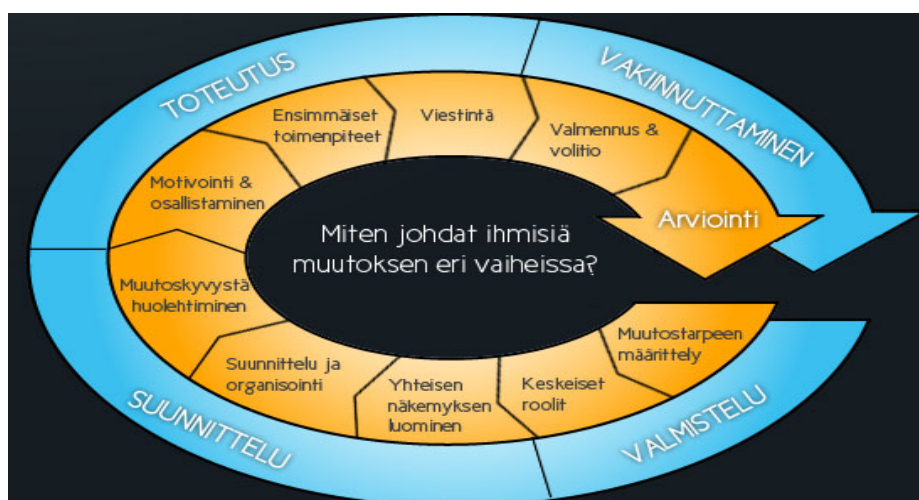 TOTEUTUS
VAKIINNUTTAMINEN
Ensimmäiset
toimenpiteet
Viestintä
Valmennus &
volitio
Motivointi &
osallistaminen
Arviointi
Miten johdat ihmisiä
muutoksen eri vaiheissa?
Muutoskyvystä
huolehtiminen
Suunnittelu ja
organisointi
Yhteisen
näkemyksen
luominen
Keskeiset
roolit
Muutostarpeen
määrittely
SUUNNITTELU
VALMISTELU